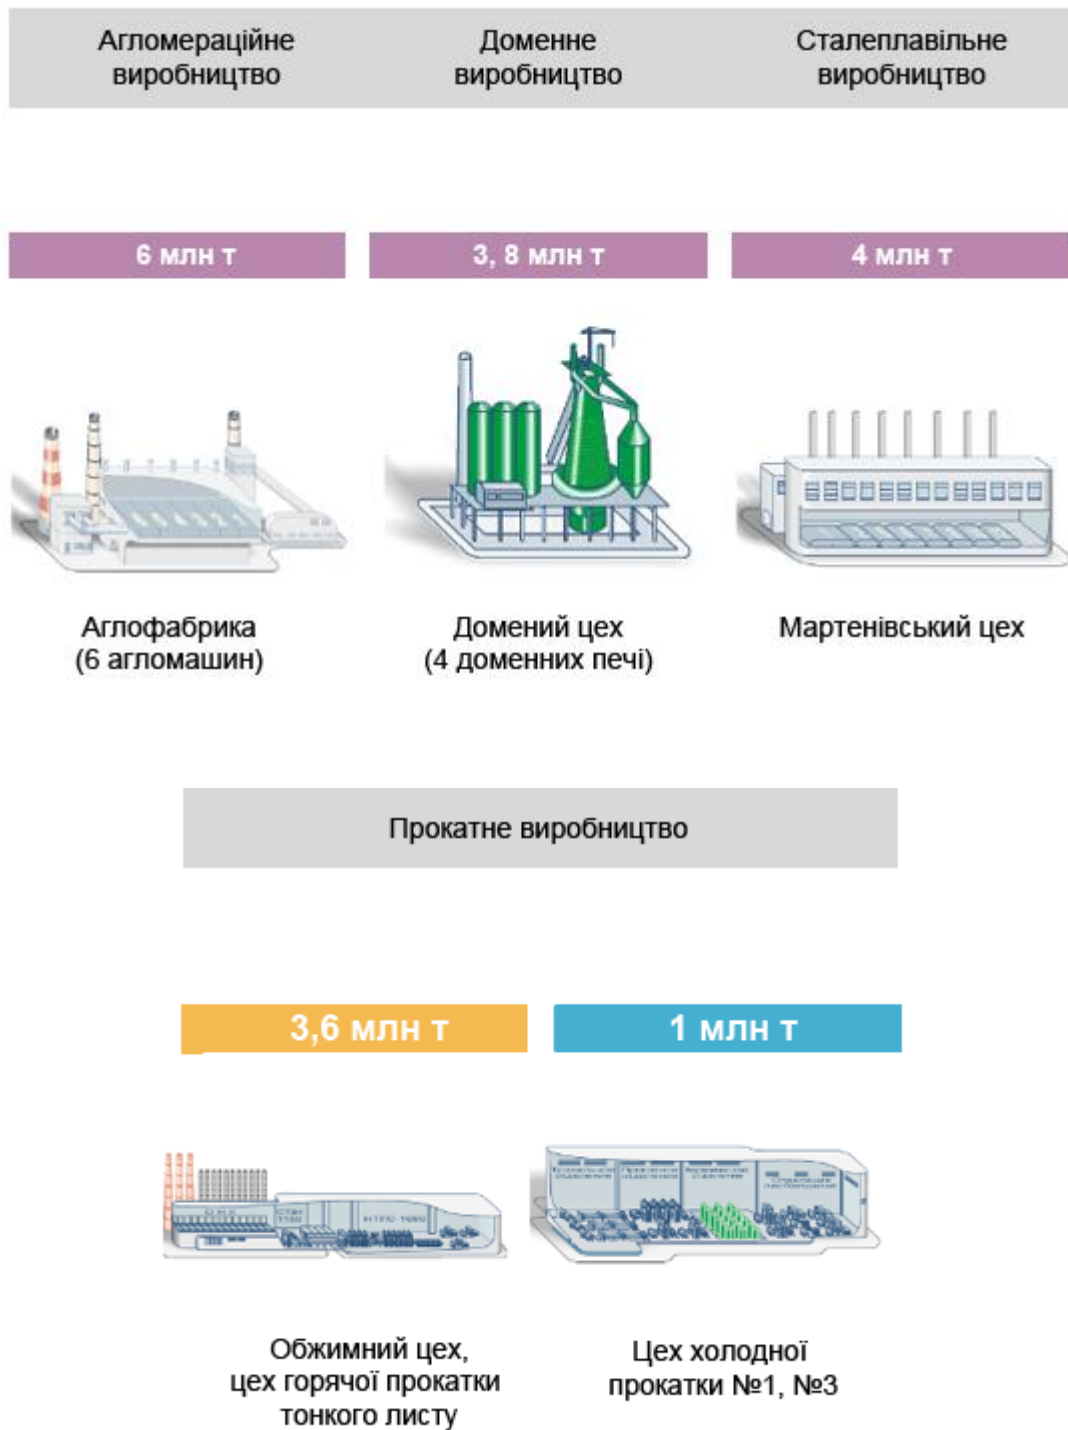 Агломераційне
виробництво
Доменне
виробництво
Сталеплавільне
виробництво
6 млн т
3, 8 млн т
4 млн т
Аглофабрика
(6 агломашин)
Домений цех
(4 доменних печі)
Мартенівський цех
Прокатне виробництво
3,6 млн т
1 млн т
Обжимний цех,
цех горячої прокатки
тонкого листу
Цех холодної
прокатки №1, №3